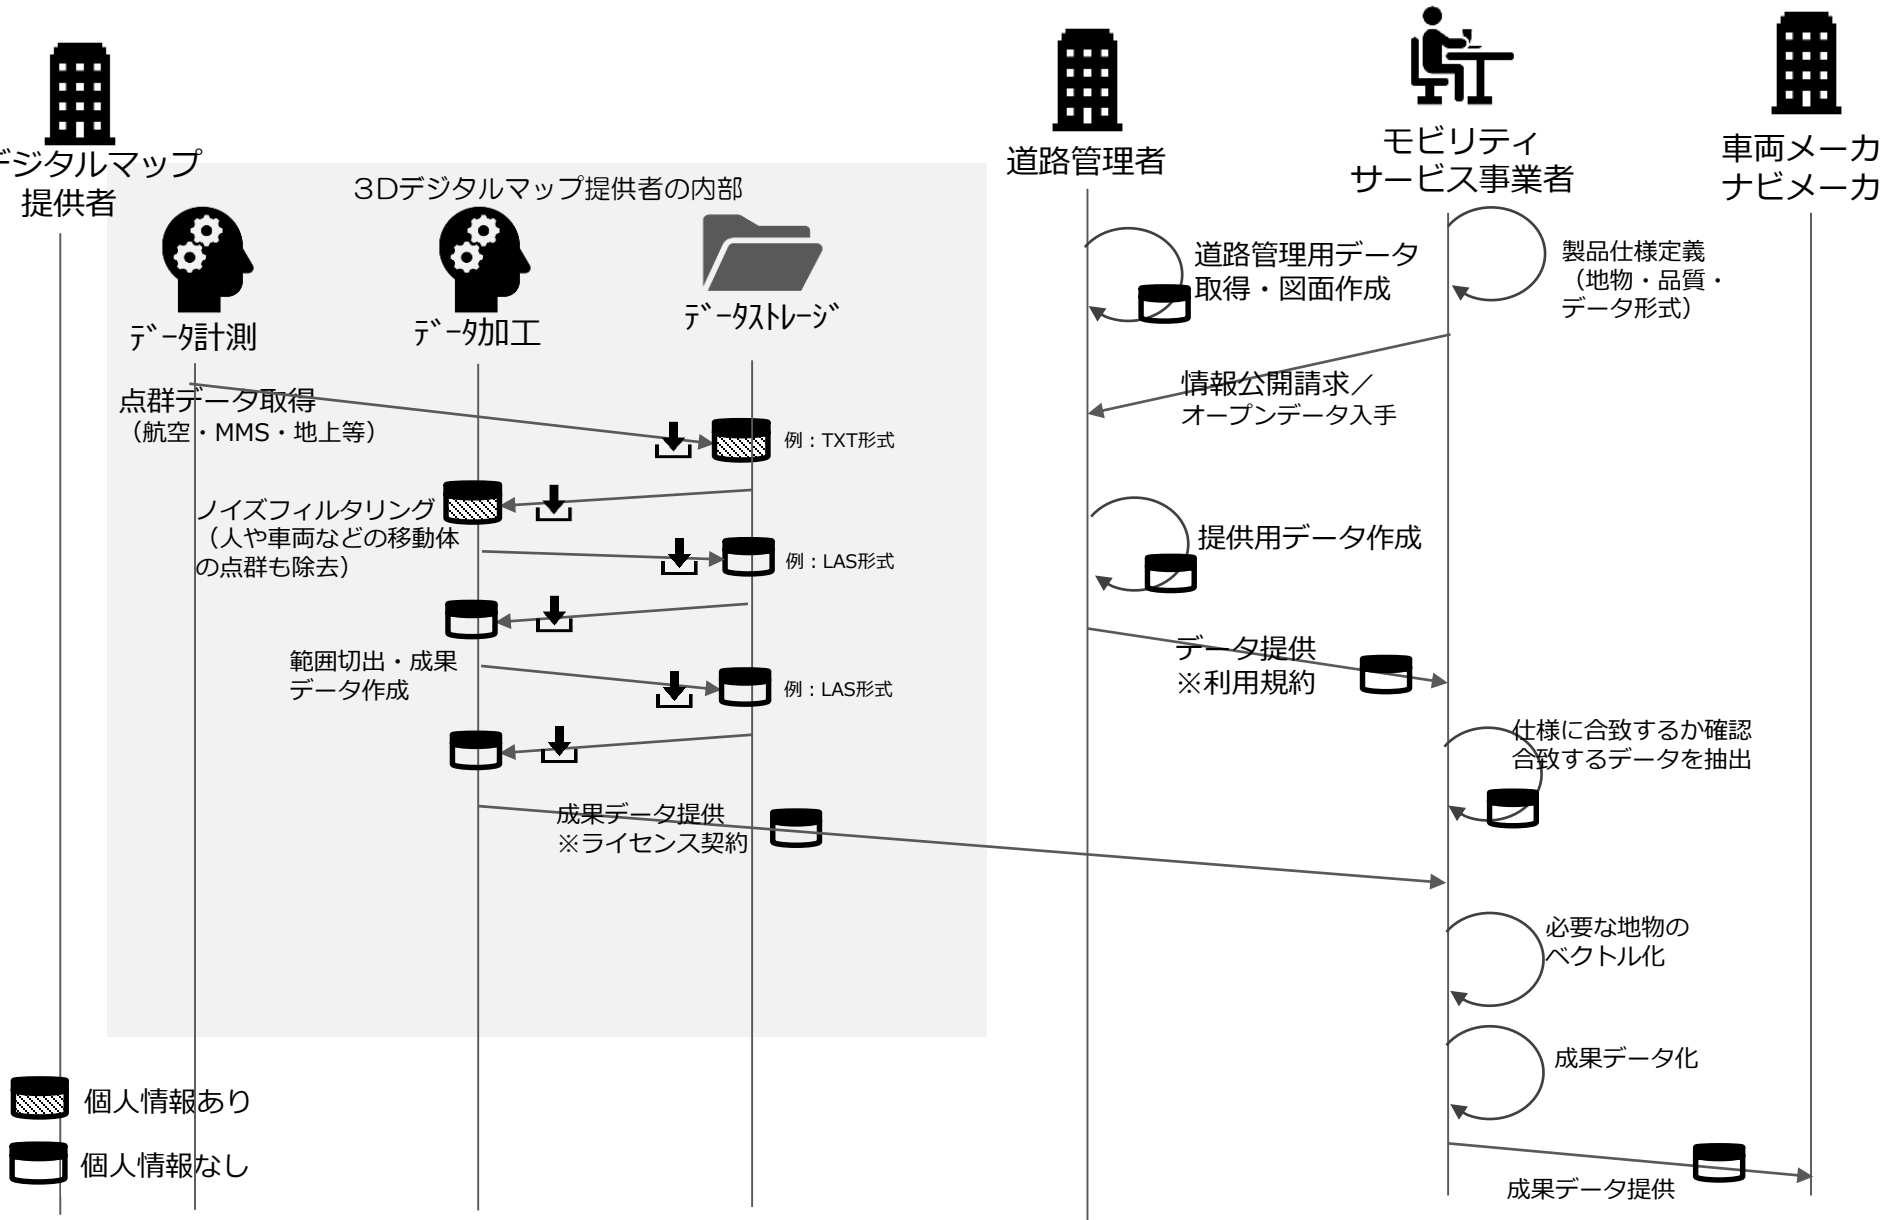 デジタルマップ
提供者
3Dデジタルマップ提供者の内部
ﾃﾞｰﾀ計測
ﾃﾞｰﾀ加工
ﾃﾞｰﾀｽﾄﾚｰｼﾞ
道路管理者
モビリティ
サービス事業者
車両メーカ
ナビメーカ
道路管理用データ
取得・図面作成
製品仕様定義
（地物・品質・
データ形式）
点群データ取得
（航空・MMS・地上等）
例：TXT形式
情報公開請求／
オープンデータ入手
ノイズフィルタリング
（人や車両などの移動体
の点群も除去）
例：LAS形式
提供用データ作成
範囲切出・成果
データ作成
例：LAS形式
データ提供
※利用規約
仕様に合致するか確認
合致するデータを抽出
成果データ提供
※ライセンス契約
必要な地物の
ベクトル化
成果データ化
成果データ提供
個人情報あり
個人情報なし